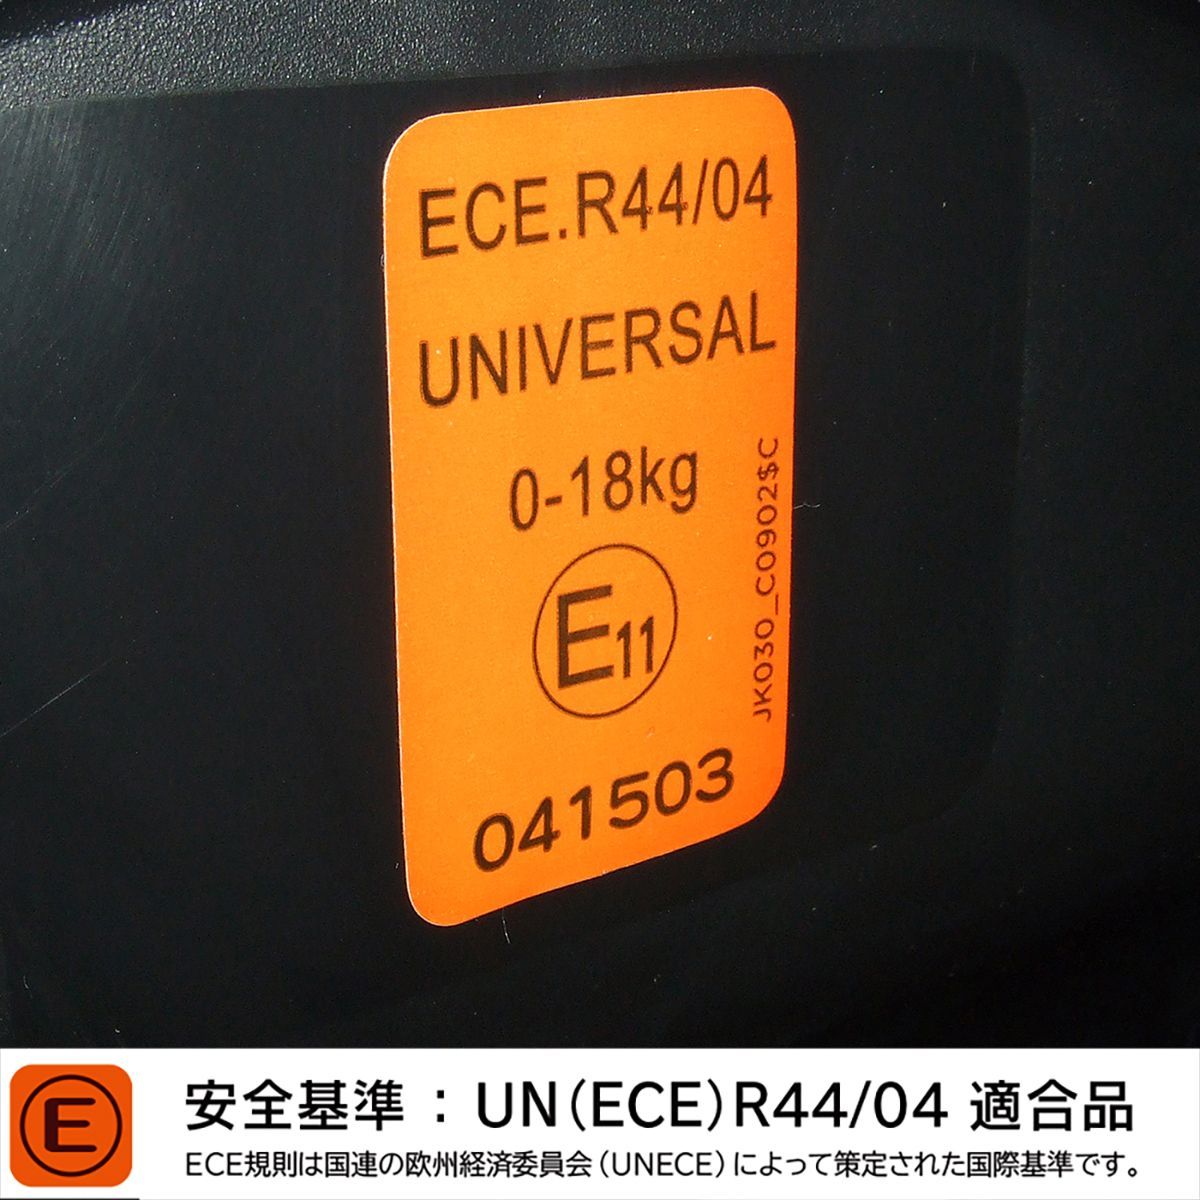 ECE.R44/04
UNIVERSAL
0-18kg
E11
JK030_C0902$C
041503
E
安全基準：UN(ECE)R44/04 適合品
ECE規則は国連の欧州経済委員会(UNECE)によって策定された国際基準です。